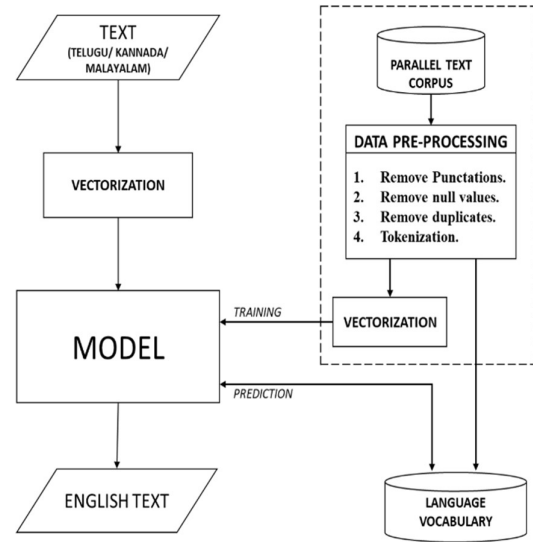 TEXT
(TELUGU/ KANNADA/
MALAYALAM)
VECTORIZATION
MODEL
ENGLISH TEXT
PARALLEL TEXT
CORPUS
DATA PRE-PROCESSING
1. Remove Punctations.
2. Remove null values.
3. Remove duplicates.
4. Tokenization.
VECTORIZATION
TRAINING
PREDICTION
LANGUAGE
VOCABULARY